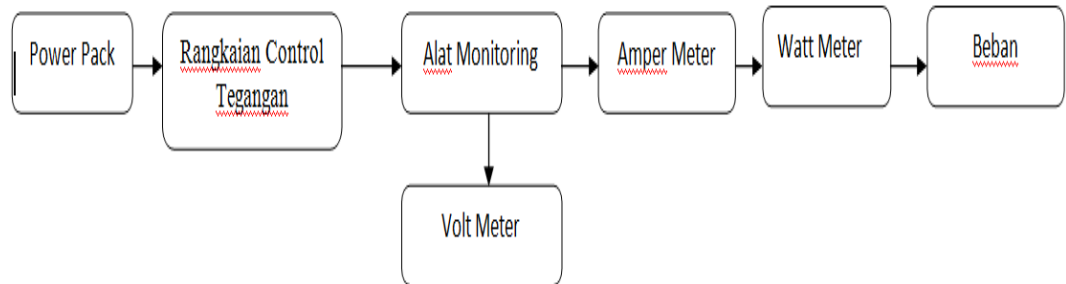 Power Pack
Rangkaian Control
Tegangan
Alat Monitoring
Amper Meter
Watt Meter
Beban
Volt Meter